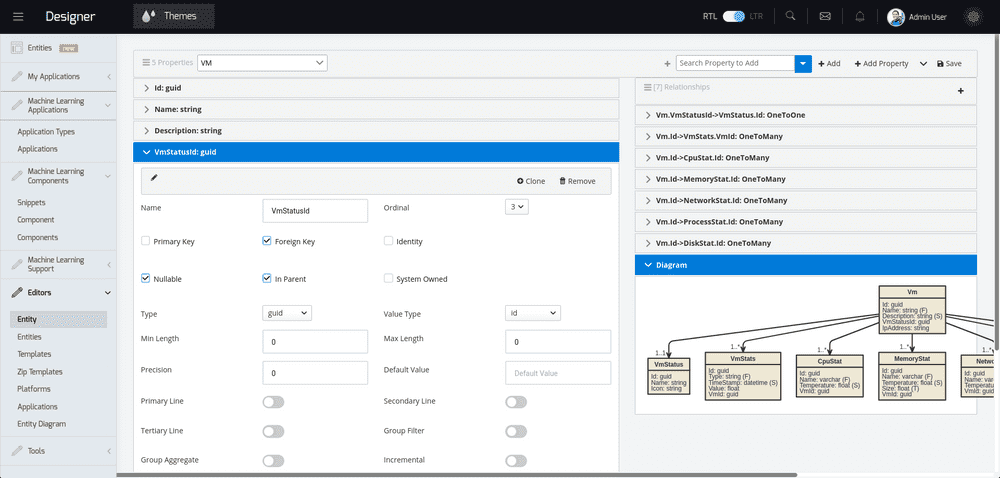 Designer
Themes
RTL
LTR
Admin User
Entities new
My Applications
Machine Learning
Applications
Application Types
Applications
Machine Learning
Components
Snippets
Component
Components
Machine Learning
Support
Editors
Entity
Entities
Templates
Zip Templates
Platforms
Applications
Entity Diagram
Tools
5 Properties
VM
Search Property to Add
Add
Add Property
Save
Id: guid
Name: string
Description: string
VmStatusId: guid
Clone
Remove
Name
VmStatusId
Ordinal
3
Primary Key
Foreign Key
Identity
Nullable
In Parent
System Owned
Type
guid
Value Type
id
Min Length
0
Max Length
0
Precision
0
Default Value
Default Value
Primary Line
Secondary Line
Tertiary Line
Group Filter
Group Aggregate
Incremental
[7] Relationships
Vm.VmStatusId->VmStatus.Id: OneToOne
Vm.Id->VmStats.VmId: OneToMany
Vm.Id->CpuStat.Id: OneToMany
Vm.Id->MemoryStat.Id: OneToMany
Vm.Id->NetworkStat.Id: OneToMany
Vm.Id->ProcessStat.Id: OneToMany
Vm.Id->DiskStat.Id: OneToMany
Diagram
Vm
Id: guid
Name: string (F)
Description: string (S)
VmStatusId: guid
IpAddress: string
1..1
1..*
1..*
1..*
VmStatus
Id: guid
Name: string
Icon: string
VmStats
Id: guid
Type: string (F)
TimeStamp: datetime (S)
Value: float
VmId: guid
CpuStat
Id: guid
Name: varchar (F)
Temperature: float (S)
VmId: guid
MemoryStat
Id: guid
Name: varchar (F)
Temperature: float (S)
Size: float (T)
VmId: guid
Netwo
Id: guid
Name: va
Tempera
VmId: gu